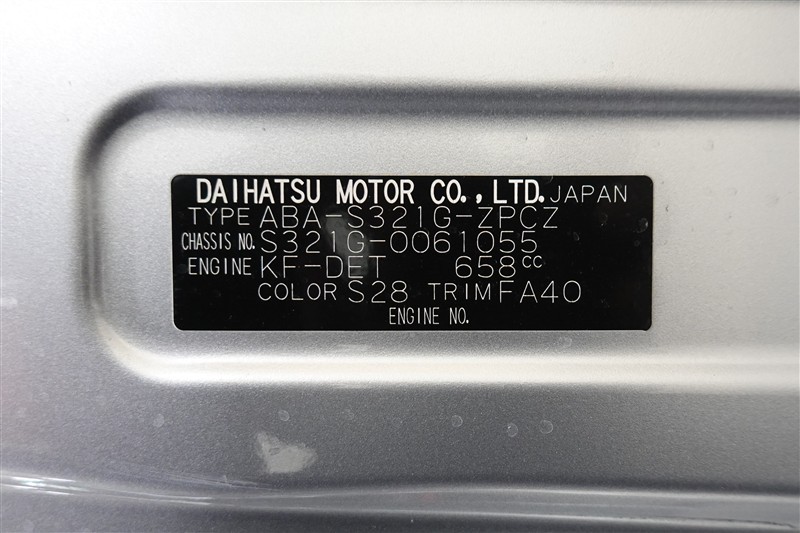 DAIHATSU MOTOR CO.,LTD. JAPAN
TYPE ABA-S321G-ZPCZ
CHASSIS NO. S321G-0061055
ENGINE KF-DET 658cc
COLOR S28 TRIM FA40
ENGINE NO.